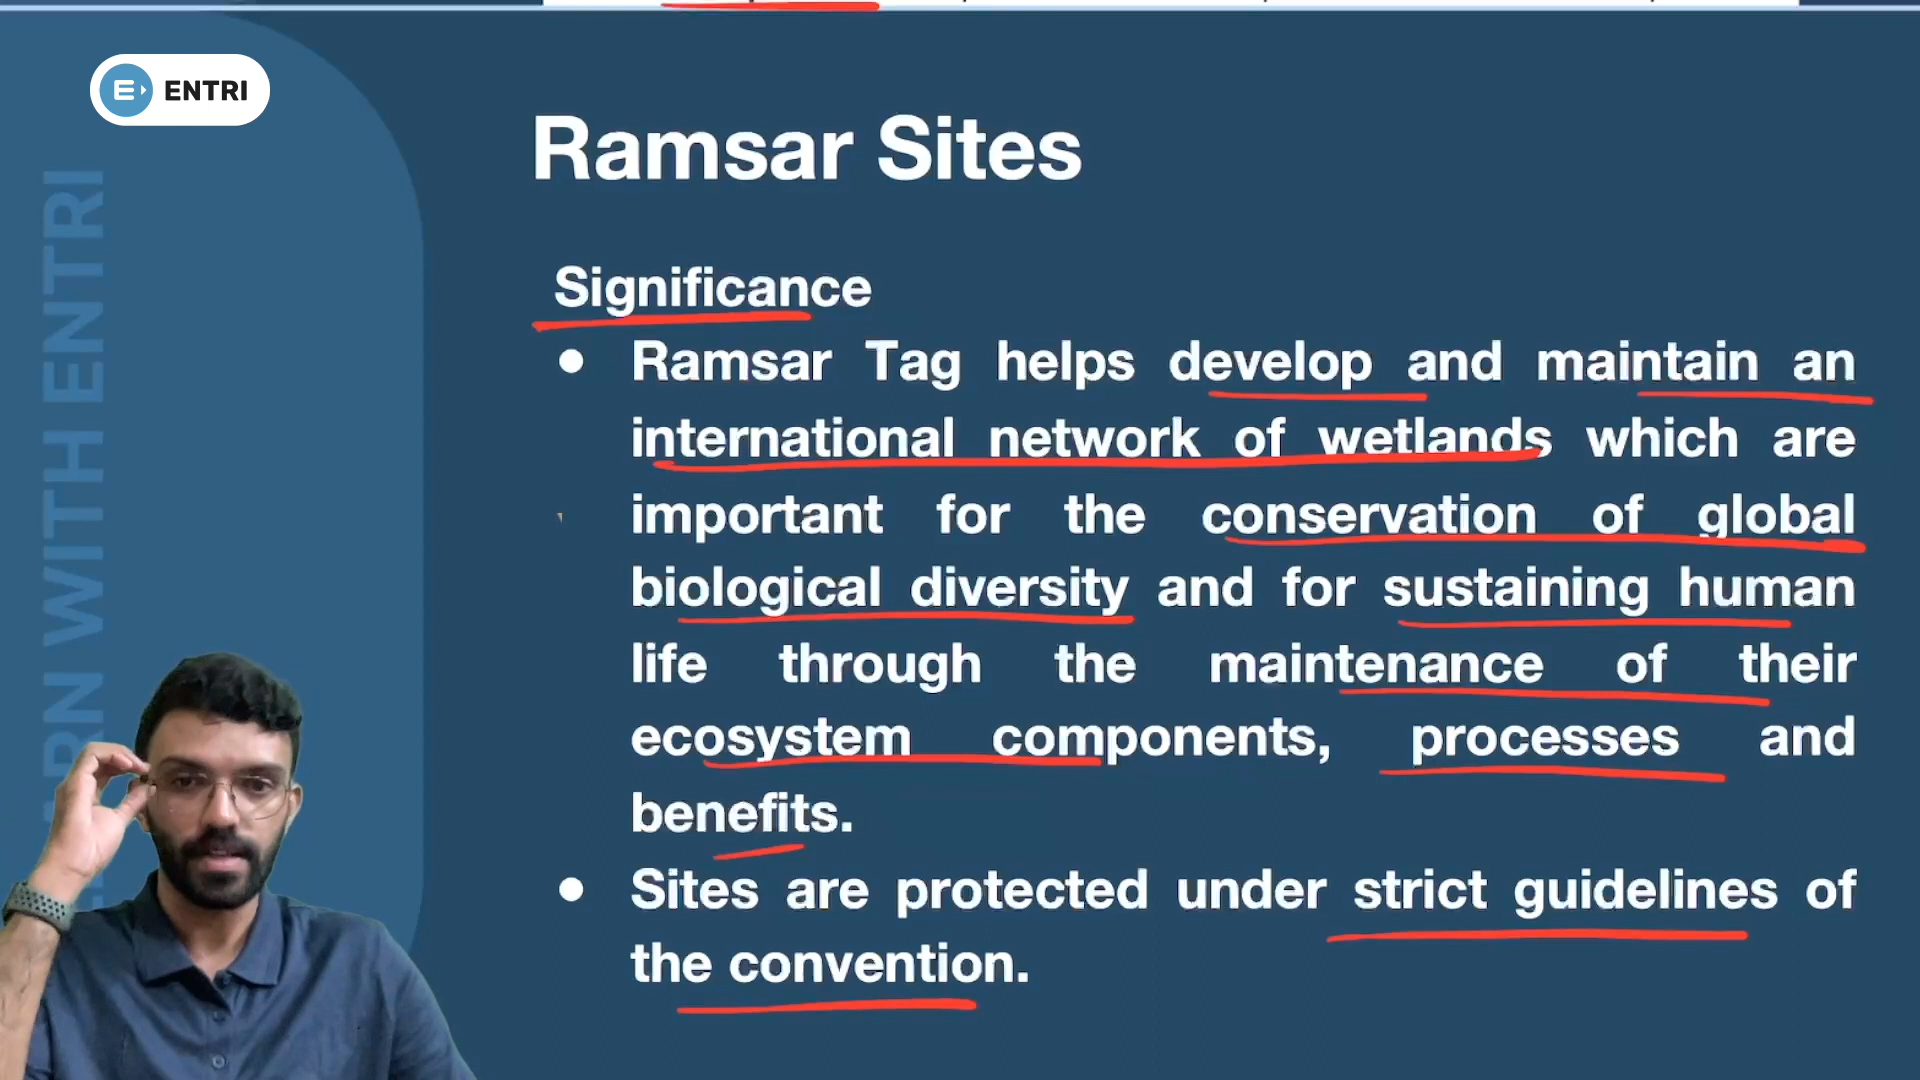 ENTRI
Ramsar Sites
Significance
● Ramsar Tag helps develop and maintain an
international network of wetlands which are
important for the conservation of global
biological diversity and for sustaining human
life through the maintenance of their
ecosystem components, processes and
benefits.
● Sites are protected under strict guidelines of
the convention.
WITH ENTRI